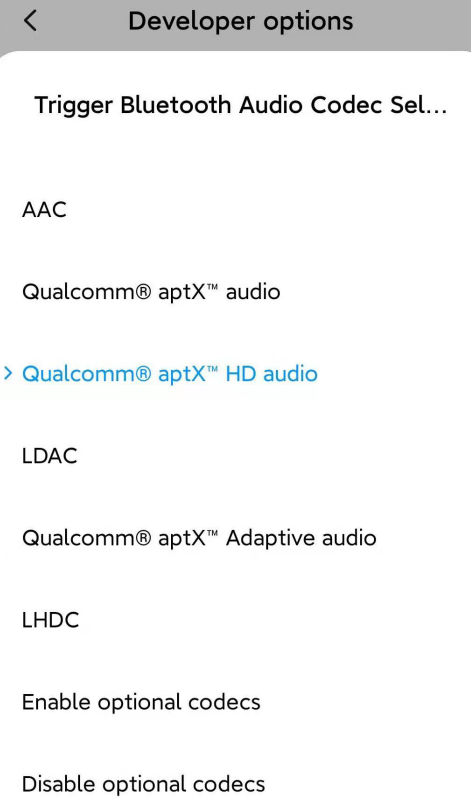 Developer options
Trigger Bluetooth Audio Codec Sel...
AAC
Qualcomm® aptX™ audio
Qualcomm® aptX™ HD audio
LDAC
Qualcomm® aptX™ Adaptive audio
LHDC
Enable optional codecs
Disable optional codecs